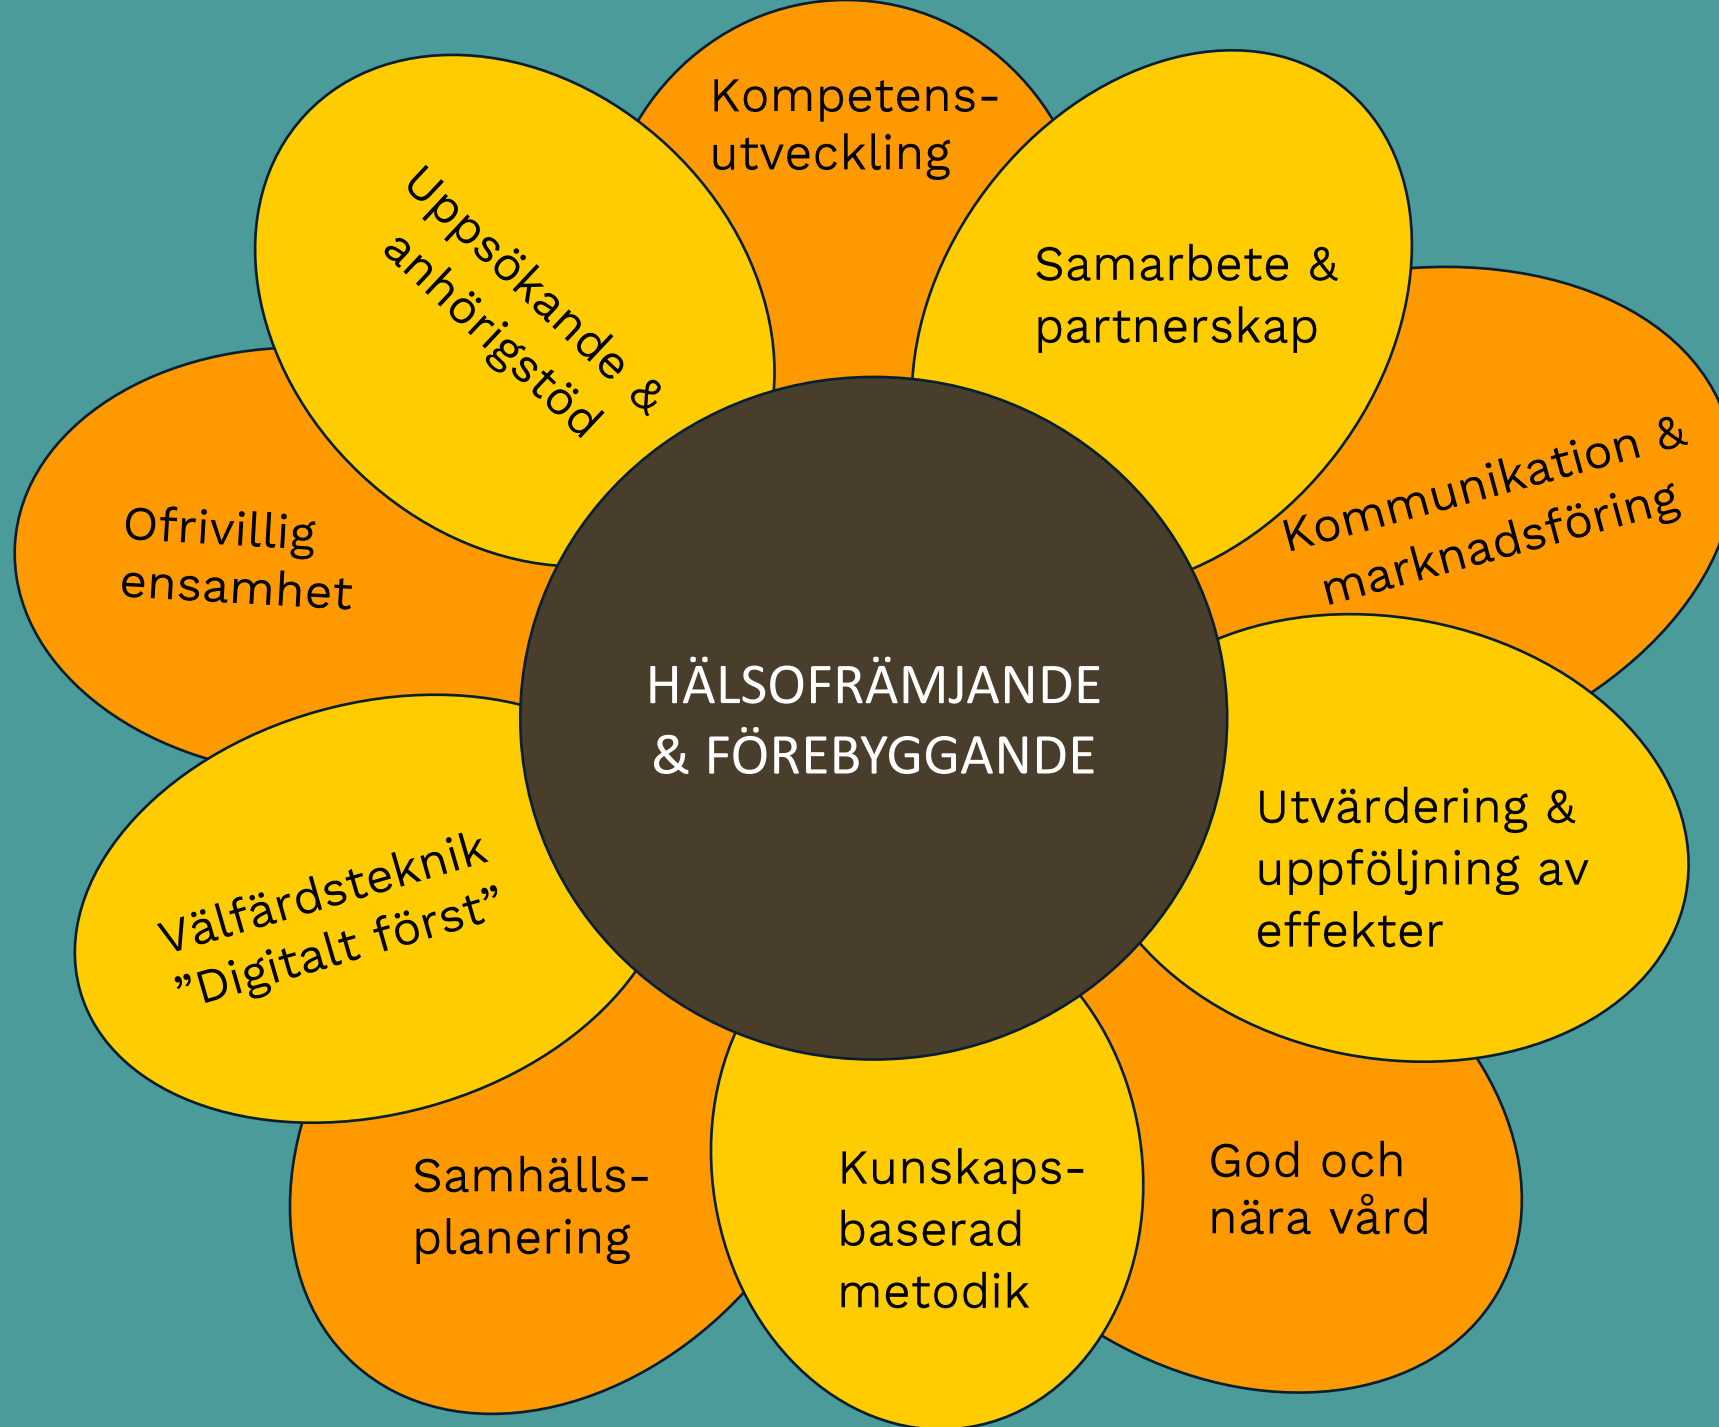 Kompetens-
utveckling
Uppsökande &
anhörigstöd
Samarbete &
partnerskap
Kommunikation &
marknadsföring
Ofrivillig
ensamhet
HÄLSOFRÄMJANDE
& FÖREBYGGANDE
Utvärdering &
uppföljning av
effekter
Välfärdsteknik
”Digitalt först”
Samhälls-
planering
Kunskaps-
baserad
metodik
God och
nära vård